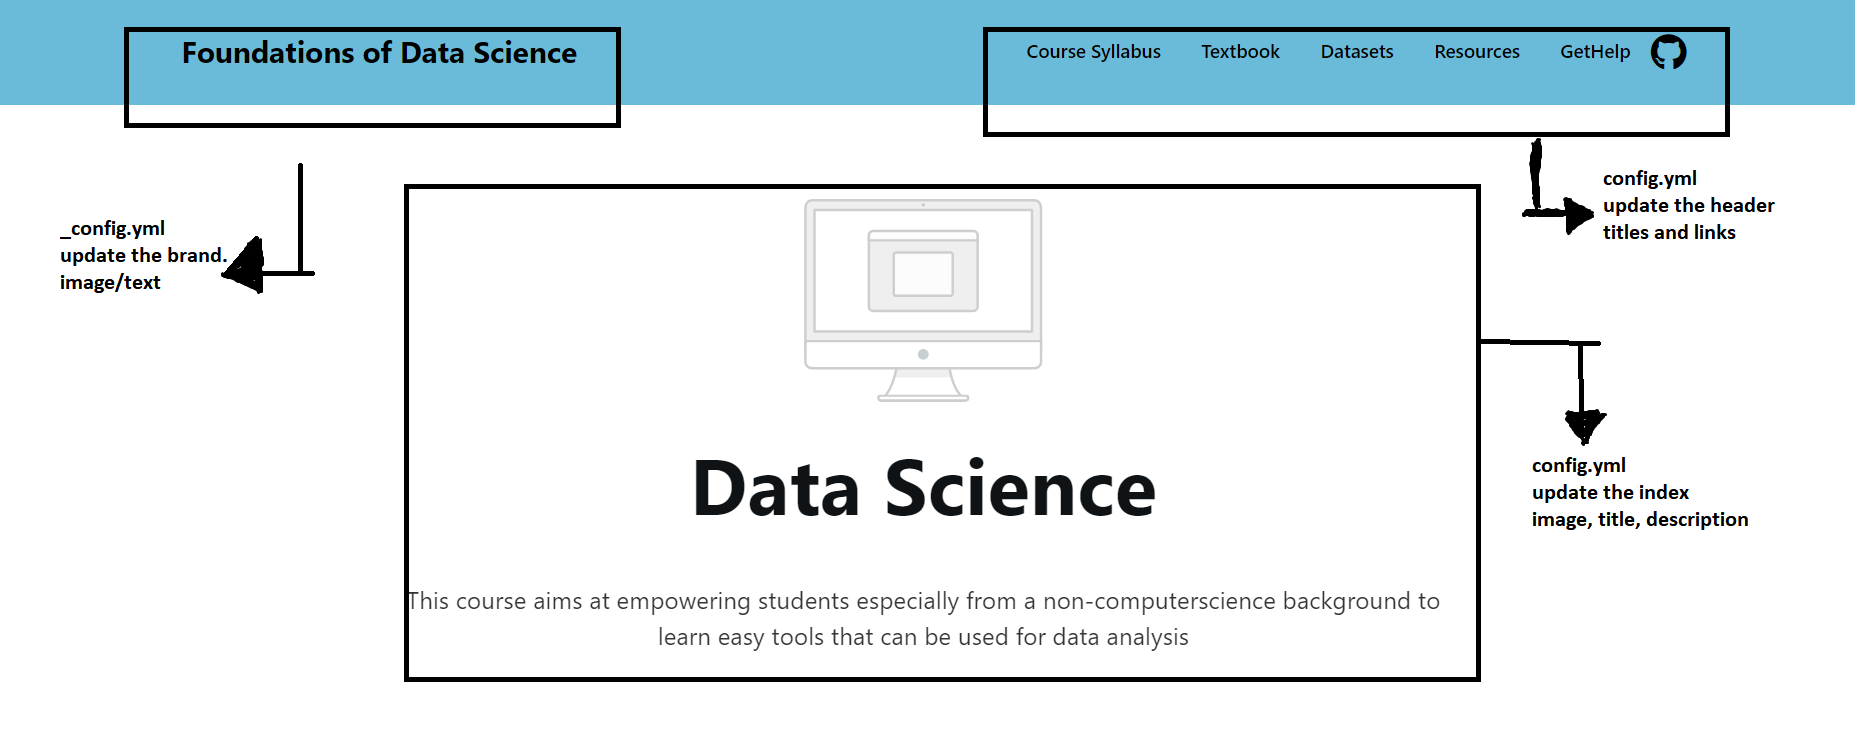 Foundations of Data Science
Course Syllabus Textbook Datasets Resources GetHelp
_config.yml
update the brand.
image/text
config.yml
update the header
titles and links
Data Science
This course aims at empowering students especially from a non-computerscience background to
learn easy tools that can be used for data analysis
config.yml
update the index
image, title, description